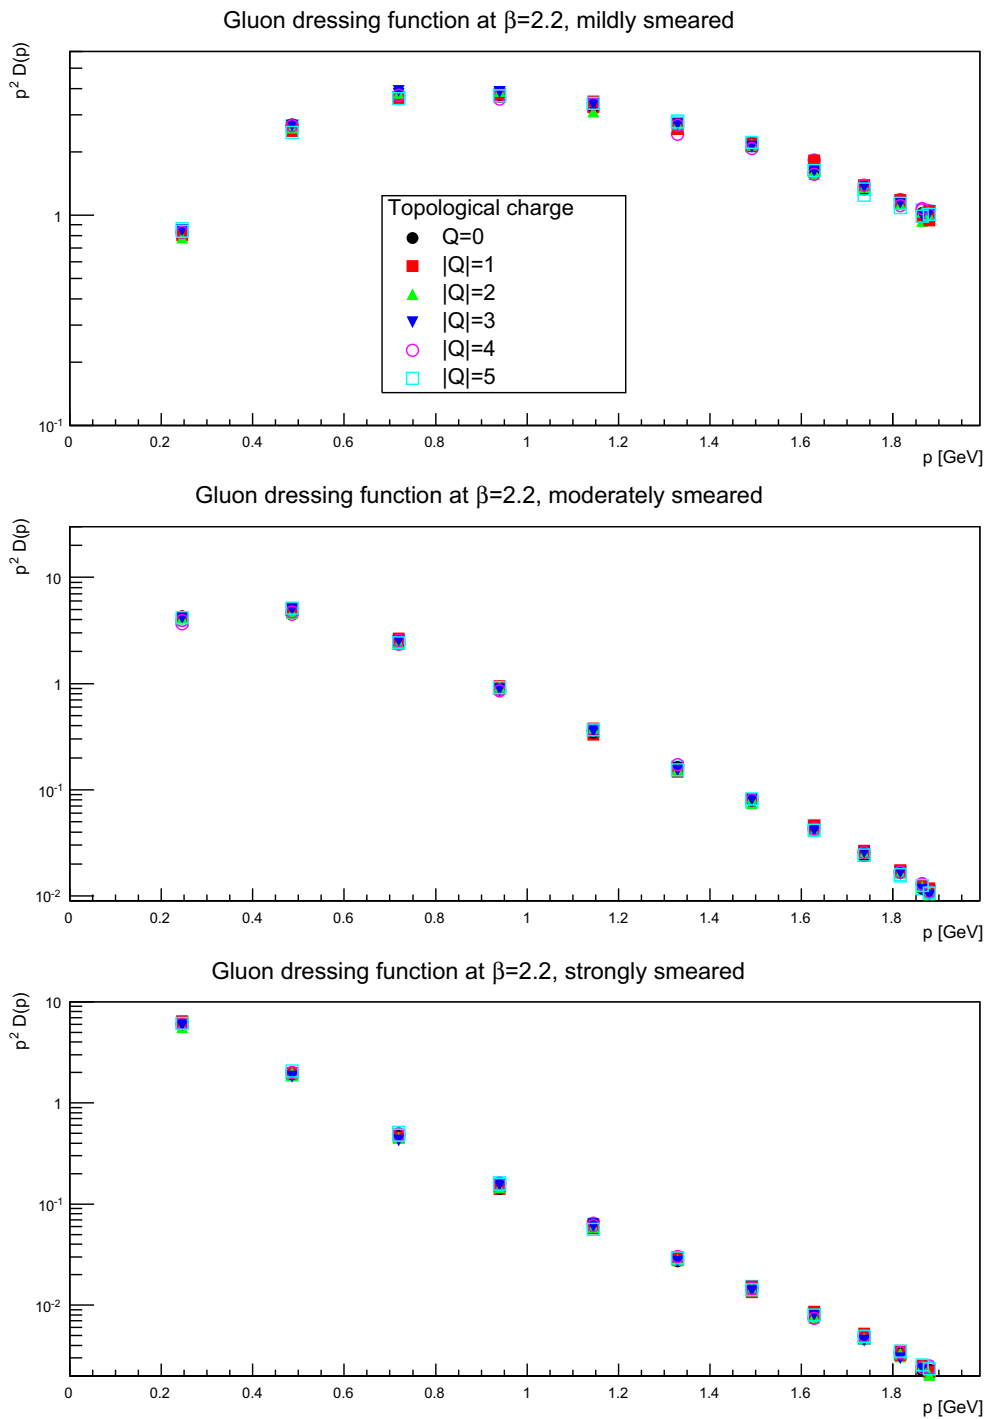 Gluon dressing function at β=2.2, mildly smeared
p² D(p)
1
10⁻¹
Topological charge
Q=0
|Q|=1
|Q|=2
|Q|=3
|Q|=4
|Q|=5
0 0.2 0.4 0.6 0.8 1 1.2 1.4 1.6 1.8
p [GeV]
Gluon dressing function at β=2.2, moderately smeared
p² D(p)
10
1
10⁻¹
10⁻²
0 0.2 0.4 0.6 0.8 1 1.2 1.4 1.6 1.8
p [GeV]
Gluon dressing function at β=2.2, strongly smeared
p² D(p)
10
1
10⁻¹
10⁻²
0 0.2 0.4 0.6 0.8 1 1.2 1.4 1.6 1.8
p [GeV]